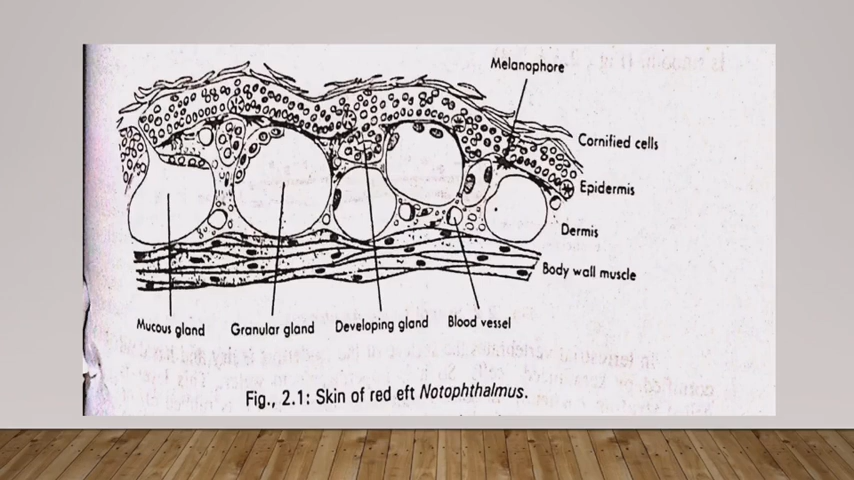 Melanophore
Cornified cells
Epidermis
Dermis
Body wall muscle
Mucous gland Granular gland Developing gland Blood vessel
Fig., 2.1: Skin of red eft Notophthalmus.